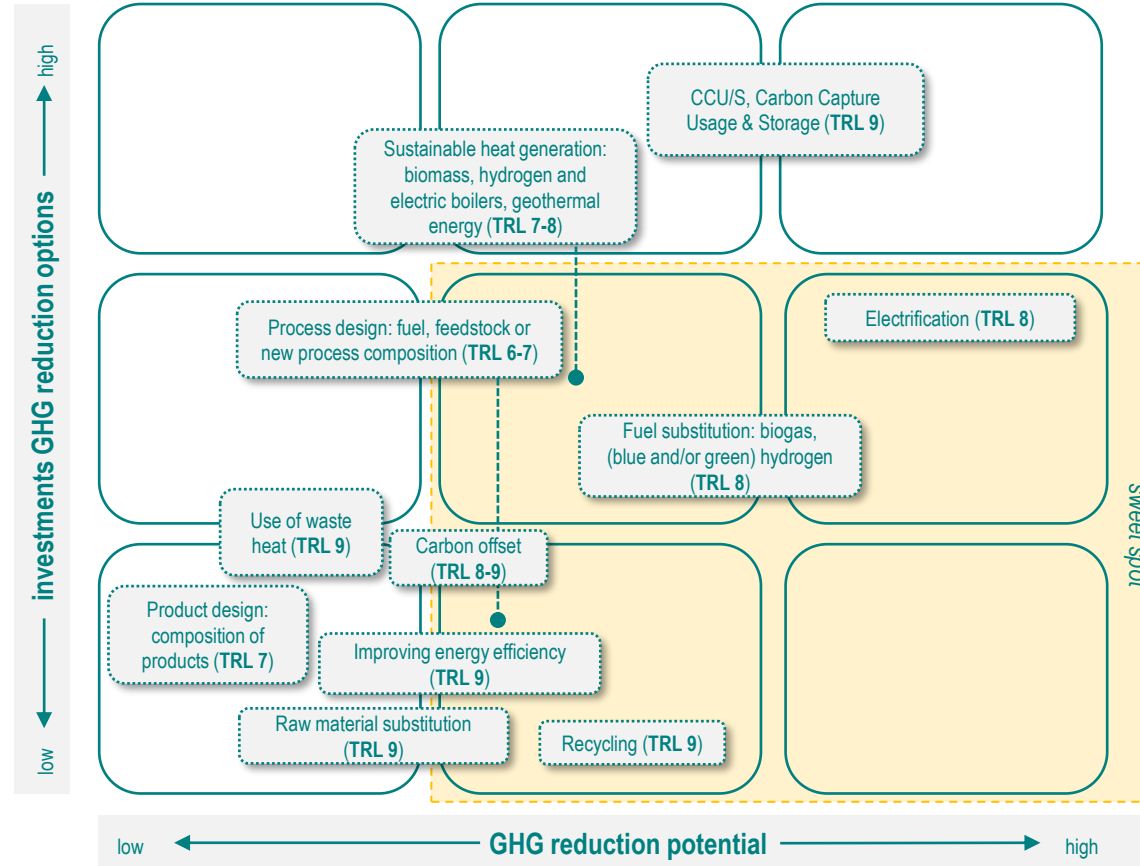 high
investments GHG reduction options
low
CCU/S, Carbon Capture
Usage & Storage (TRL 9)
Sustainable heat generation:
biomass, hydrogen and
electric boilers, geothermal
energy (TRL 7-8)
Process design: fuel, feedstock or
new process composition (TRL 6-7)
Electrification (TRL 8)
Fuel substitution: biogas,
(blue and/or green) hydrogen
(TRL 8)
sweet spot
Use of waste
heat (TRL 9)
Carbon offset
(TRL 8-9)
Product design:
composition of
products (TRL 7)
Improving energy efficiency
(TRL 9)
Raw material substitution
(TRL 9)
Recycling (TRL 9)
low
GHG reduction potential
high